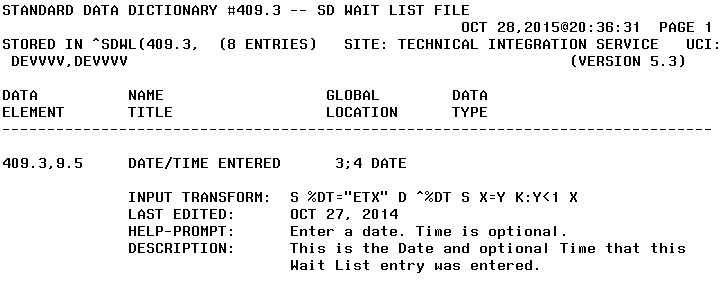 STANDARD DATA DICTIONARY #409.3 -- SD WAIT LIST FILE
OCT 28,2015@20:36:31  PAGE 1
STORED IN ^SDWL(409.3,  (8 ENTRIES)   SITE: TECHNICAL INTEGRATION SERVICE   UCI:
DEVVVV,DEVVVV                                                (VERSION 5.3)
DATA          NAME                  GLOBAL        DATA
ELEMENT       TITLE                 LOCATION      TYPE
-------------------------------------------------------------------------------
409.3,9.5     DATE/TIME ENTERED      3;4 DATE
INPUT TRANSFORM:  S %DT="ETX" D ^%DT S X=Y K:Y<1 X
LAST EDITED:      OCT 27, 2014
HELP-PROMPT:      Enter a date. Time is optional.
DESCRIPTION:      This is the Date and optional Time that this
Wait List entry was entered.